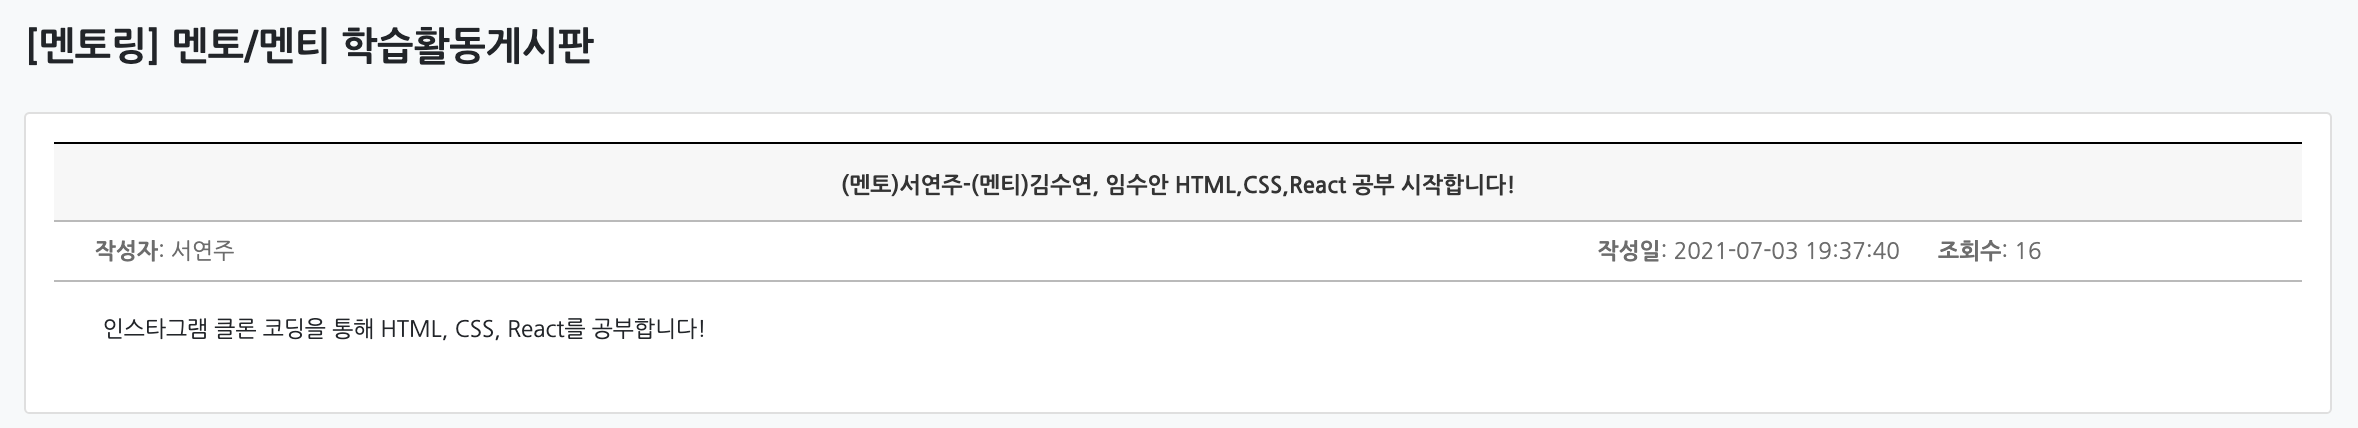 [멘토링] 멘토/멘티 학습활동게시판
(멘토)서연주-(멘티)김수연, 임수안 HTML,CSS,React 공부 시작합니다!
작성자: 서연주 작성일: 2021-07-03 19:37:40 조회수: 16
인스타그램 클론 코딩을 통해 HTML, CSS, React를 공부합니다!